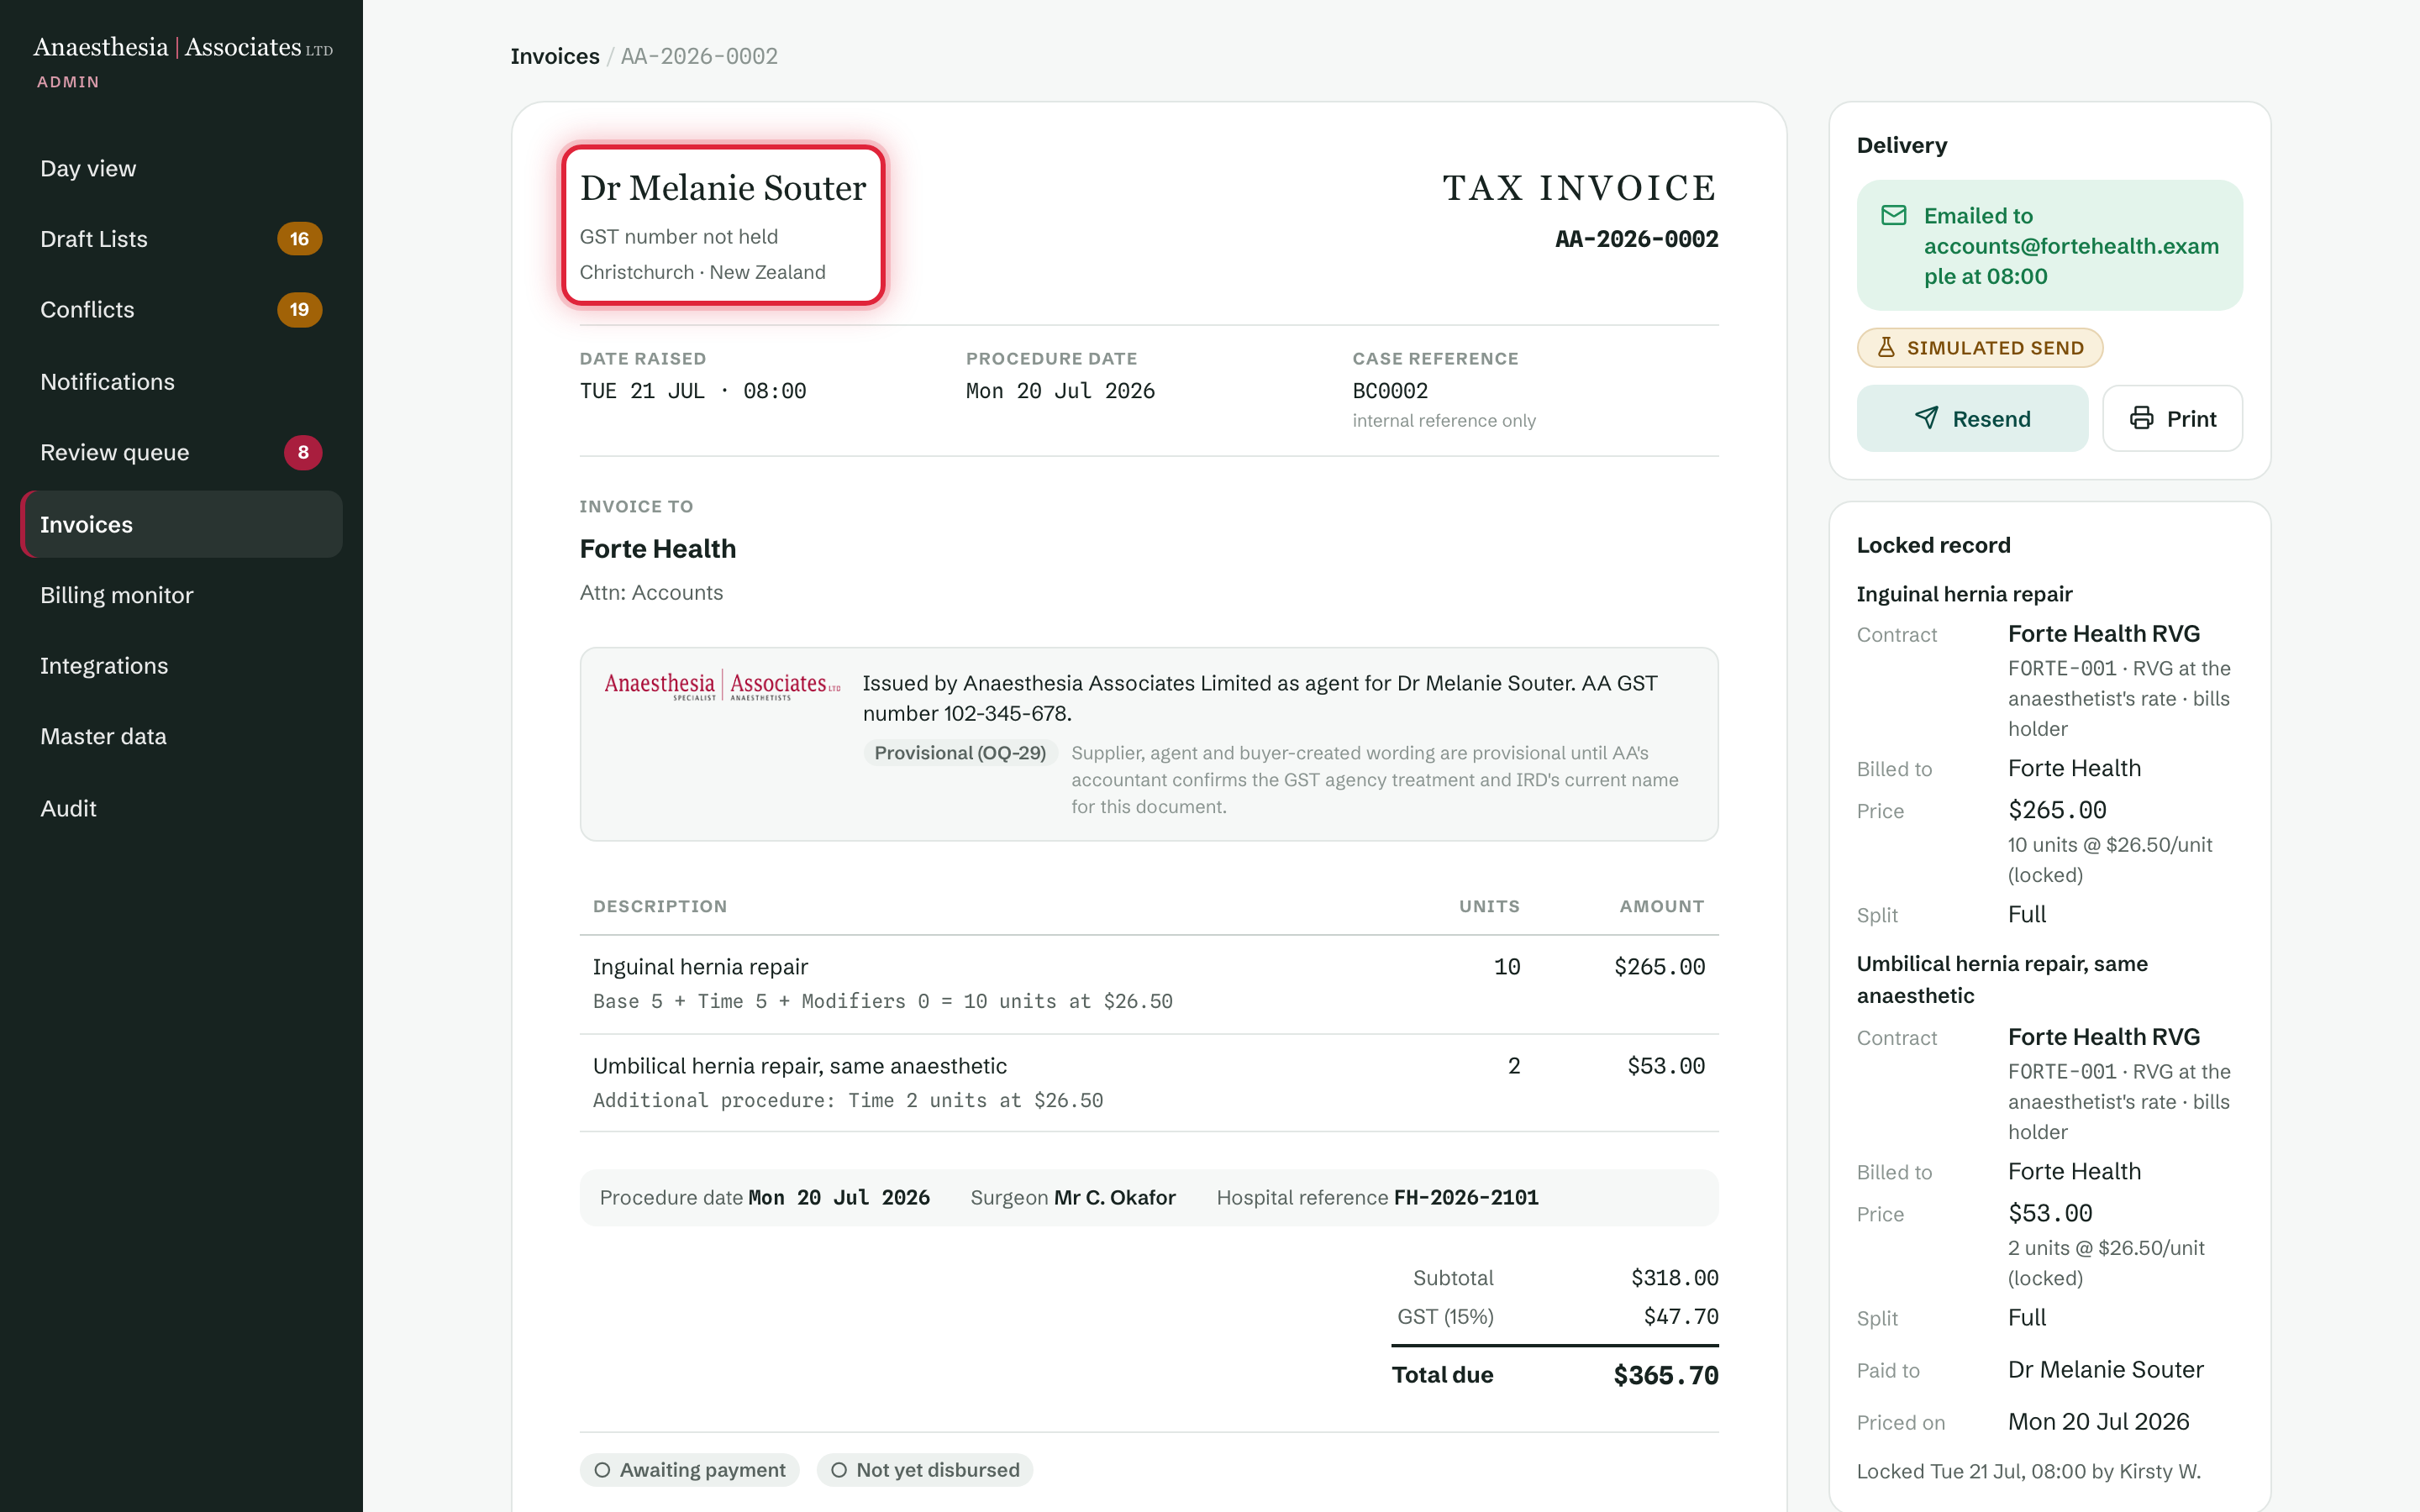 Anaesthesia | Associates LTD
ADMIN
Day view
Draft Lists 16
Conflicts 19
Notifications
Review queue 8
Invoices
Billing monitor
Integrations
Master data
Audit
Invoices / AA-2026-0002
Dr Melanie Souter
GST number not held
Christchurch · New Zealand
TAX INVOICE
AA-2026-0002
DATE RAISED
TUE 21 JUL · 08:00
PROCEDURE DATE
Mon 20 Jul 2026
CASE REFERENCE
BC0002
internal reference only
INVOICE TO
Forte Health
Attn: Accounts
Anaesthesia | Associates LTD
SPECIALIST ANAESTHETISTS
Issued by Anaesthesia Associates Limited as agent for Dr Melanie Souter. AA GST
number 102-345-678.
Provisional (OQ-29)
Supplier, agent and buyer-created wording are provisional until AA's
accountant confirms the GST agency treatment and IRD's current name
for this document.
DESCRIPTION UNITS AMOUNT
Inguinal hernia repair 10 $265.00
Base 5 + Time 5 + Modifiers 0 = 10 units at $26.50
Umbilical hernia repair, same anaesthetic 2 $53.00
Additional procedure: Time 2 units at $26.50
Procedure date Mon 20 Jul 2026 Surgeon Mr C. Okafor Hospital reference FH-2026-2101
Subtotal $318.00
GST (15%) $47.70
Total due $365.70
Awaiting payment Not yet disbursed
Delivery
Emailed to
accounts@fortehealth.exam
ple at 08:00
SIMULATED SEND
Resend Print
Locked record
Inguinal hernia repair
Contract Forte Health RVG
FORTE-001 · RVG at the
anaesthetist's rate · bills
holder
Billed to Forte Health
Price $265.00
10 units @ $26.50/unit
(locked)
Split Full
Umbilical hernia repair, same
anaesthetic
Contract Forte Health RVG
FORTE-001 · RVG at the
anaesthetist's rate · bills
holder
Billed to Forte Health
Price $53.00
2 units @ $26.50/unit
(locked)
Split Full
Paid to Dr Melanie Souter
Priced on Mon 20 Jul 2026
Locked Tue 21 Jul, 08:00 by Kirsty W.